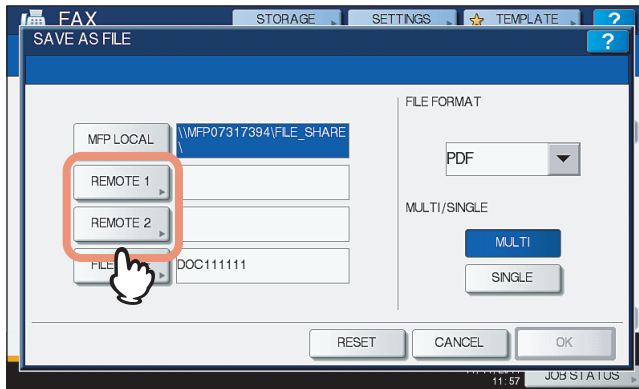 FAX
STORAGE
SETTINGS
TEMPLATE
?
SAVE AS FILE
?
FILE FORMAT
MFP LOCAL
\\MFP07317394\FILE_SHARE
\
PDF
REMOTE 1
REMOTE 2
MULTI/SINGLE
MULTI
FILE
DOC111111
SINGLE
RESET
CANCEL
OK
11:57
JOB STATUS